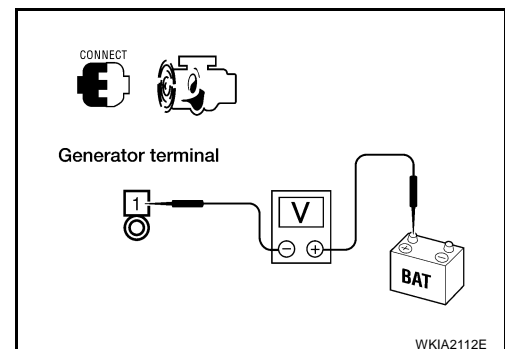 CONNECT
Generator terminal
1
V
BAT
WKIA2112E